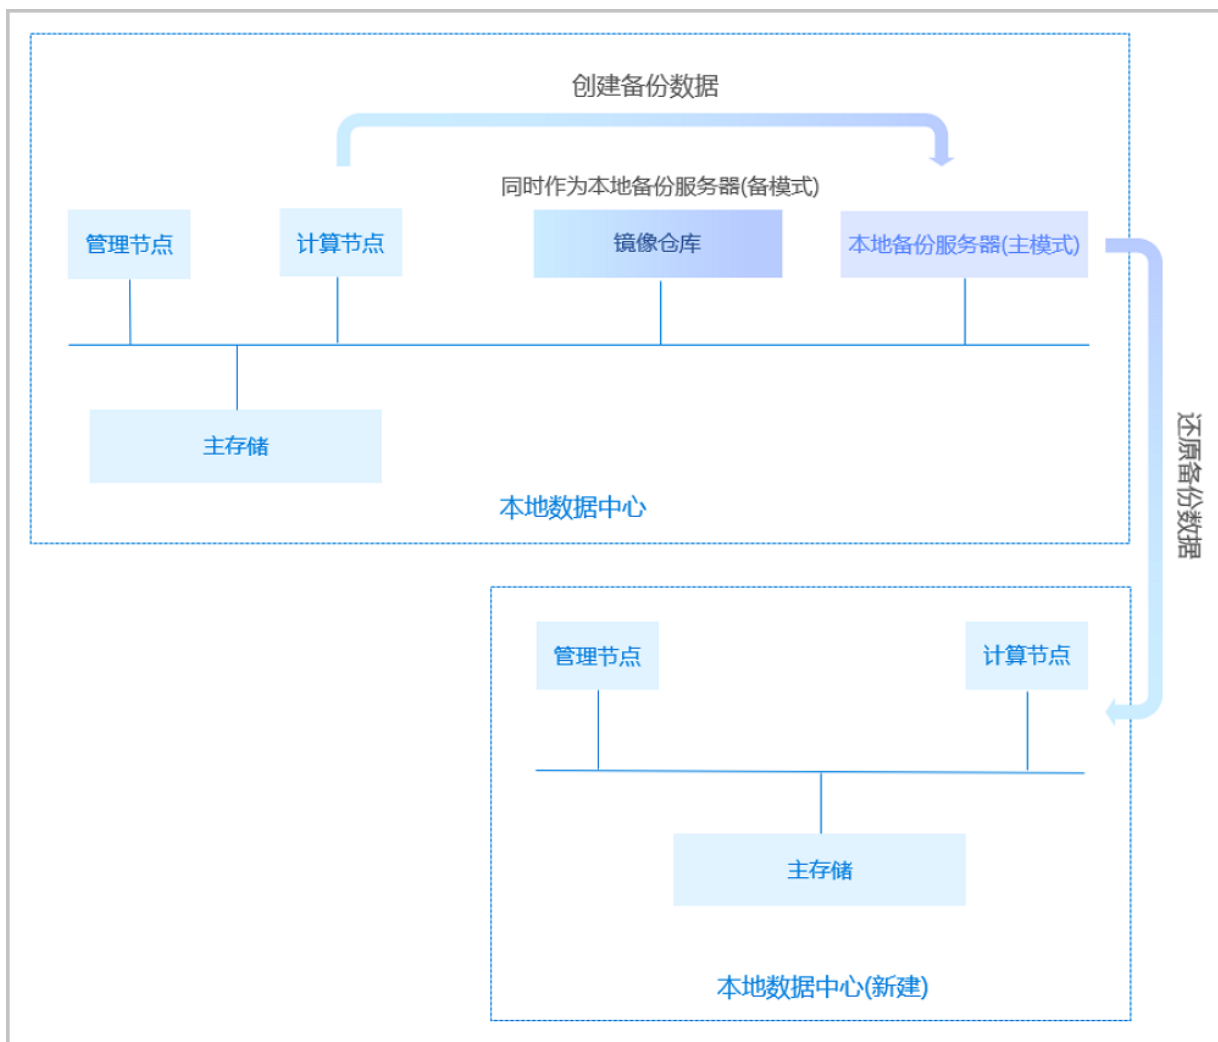 创建备份数据
同时作为本地备份服务器(备模式)
管理节点
计算节点
镜像仓库
本地备份服务器(主模式)
主存储
本地数据中心
还原备份数据
管理节点
计算节点
主存储
本地数据中心(新建)